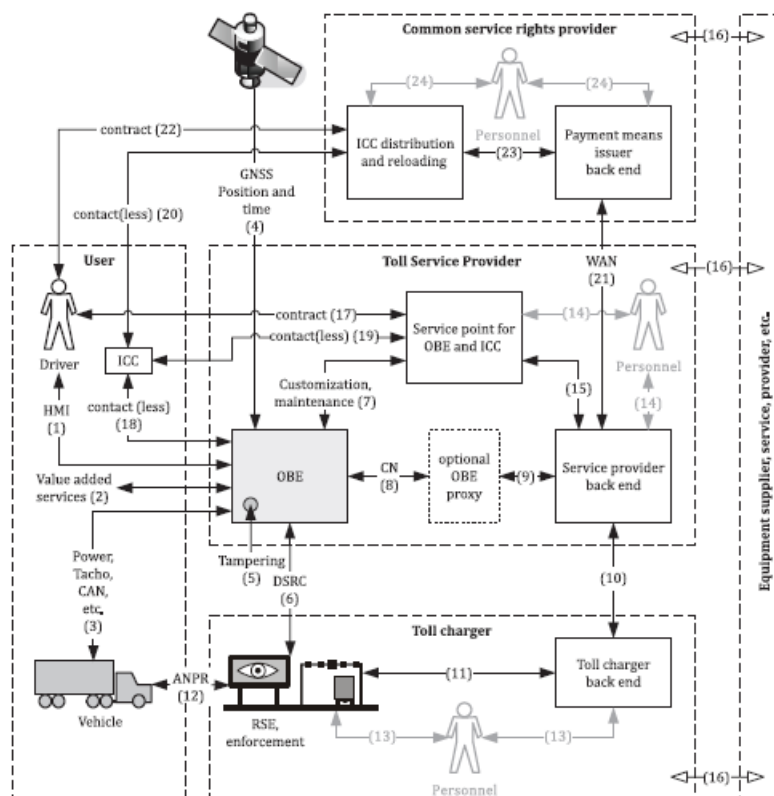 Common service rights provider
(16)
(24)
(24)
Personnel
contract (22)
ICC distribution
and reloading
(23)
Payment means
issuer
back end
GNSS
Position and
time
(4)
contact(less) (20)
User
Toll Service Provider
WAN
(21)
(16)
contract (17)
(14)
Driver
ICC
contact(less) (19)
Service point for
OBE and ICC
Personnel
Customization,
maintenance (7)
(15)
(14)
HMI
(1)
contact (less)
(18)
CN
(8)
optional
OBE
proxy
(9)
Service provider
back end
OBE
Value added
services (2)
Tampering
(5)
DSRC
(6)
Power,
Tacho,
CAN,
etc.
(3)
(10)
Toll charger
ANPR
(12)
(11)
Toll charger
back end
Vehicle
RSE,
enforcement
(13)
(13)
Personnel
(16)
Equipment supplier, service, provider, etc.